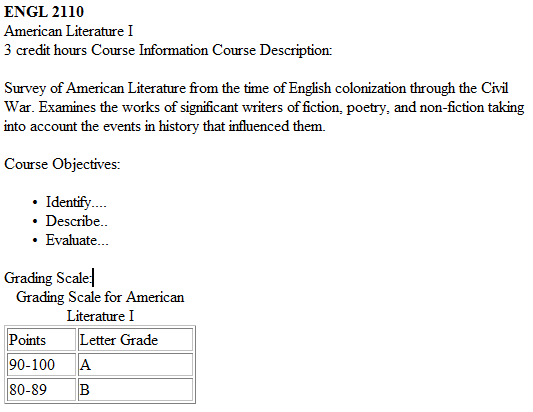 ENGL 2110
American Literature I
3 credit hours Course Information Course Description:
Survey of American Literature from the time of English colonization through the Civil
War. Examines the works of significant writers of fiction, poetry, and non-fiction taking
into account the events in history that influenced them.
Course Objectives:
• Identify....
• Describe..
• Evaluate...
Grading Scale:
Grading Scale for American
Literature I
Points Letter Grade
90-100 A
80-89 B